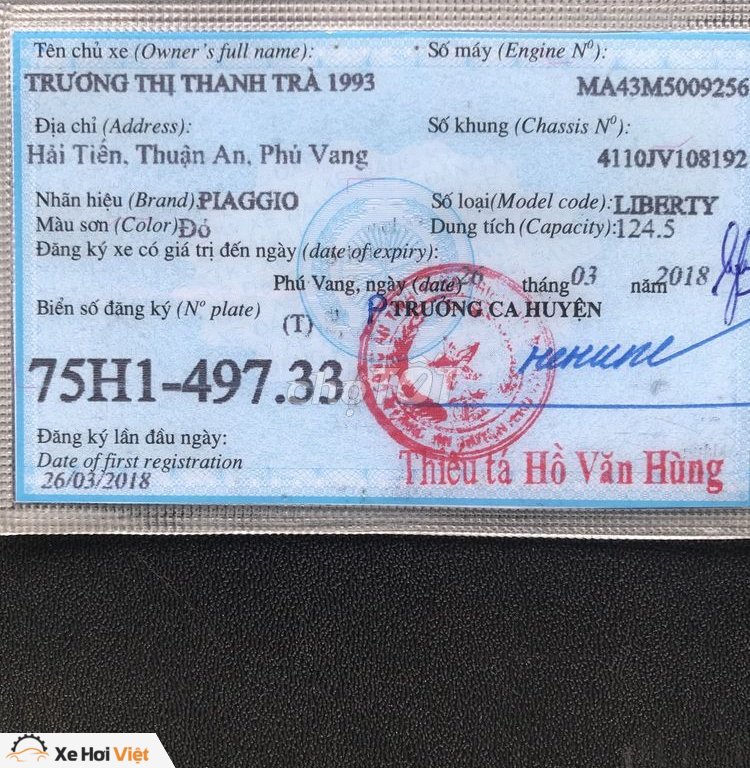 Tên chủ xe (Owner's full name): Số máy (Engine Nº):
TRƯƠNG THỊ THANH TRÀ 1993 MA43M5009256
Địa chỉ (Address): Số khung (Chassis Nº):
Hải Tiến, Thuận An, Phú Vang 4110JV108192
Nhãn hiệu (Brand): PIAGGIO Số loại (Model code): LIBERTY
Màu sơn (Color) Đỏ Dung tích (Capacity): 124.5
Đăng ký xe có giá trị đến ngày (date of expiry):
Phú Vang, ngày (date) 26 tháng 03 năm 2018
Biển số đăng ký (Nº plate) P TRƯỞNG CA HUYỆN
(T)
75H1-497.33
Đăng ký lần đầu ngày:
Date of first registration
26/03/2018
Thiếu tá Hồ Văn Hùng
Xe Hơi Việt